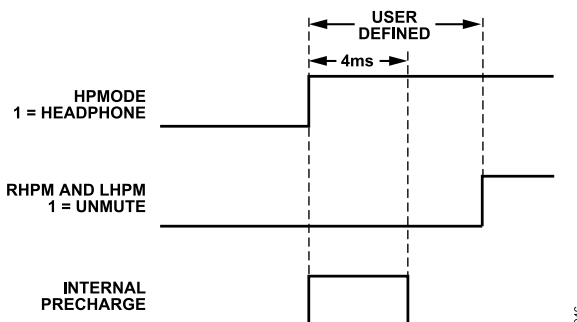 USER
DEFINED
4ms
HPMODE
1 = HEADPHONE
RHPM AND LHPM
1 = UNMUTE
INTERNAL
PRECHARGE